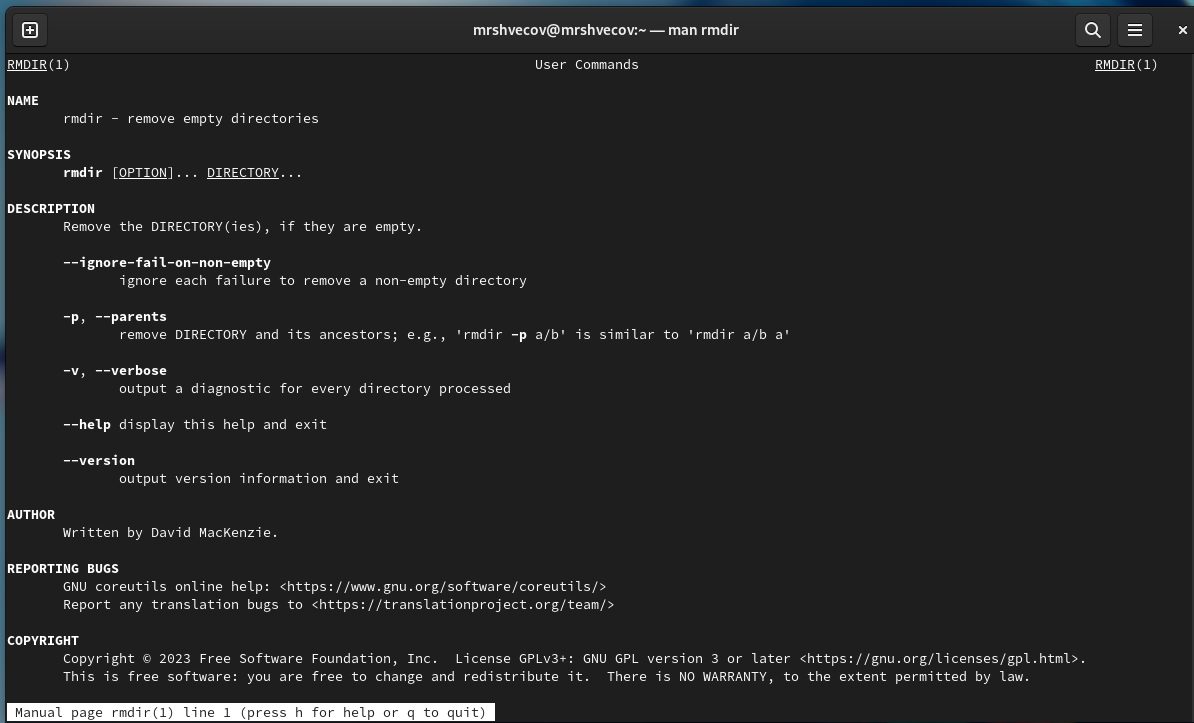 mrshvecov@mrshvecov:~ — man rmdir
RMDIR(1) User Commands RMDIR(1)
NAME
rmdir - remove empty directories
SYNOPSIS
rmdir [OPTION]... DIRECTORY...
DESCRIPTION
Remove the DIRECTORY(ies), if they are empty.
--ignore-fail-on-non-empty
ignore each failure to remove a non-empty directory
-p, --parents
remove DIRECTORY and its ancestors; e.g., 'rmdir -p a/b' is similar to 'rmdir a/b a'
-v, --verbose
output a diagnostic for every directory processed
--help display this help and exit
--version
output version information and exit
AUTHOR
Written by David MacKenzie.
REPORTING BUGS
GNU coreutils online help: <https://www.gnu.org/software/coreutils/>
Report any translation bugs to <https://translationproject.org/team/>
COPYRIGHT
Copyright © 2023 Free Software Foundation, Inc.  License GPLv3+: GNU GPL version 3 or later <https://gnu.org/licenses/gpl.html>.
This is free software: you are free to change and redistribute it.  There is NO WARRANTY, to the extent permitted by law.
Manual page rmdir(1) line 1 (press h for help or q to quit)